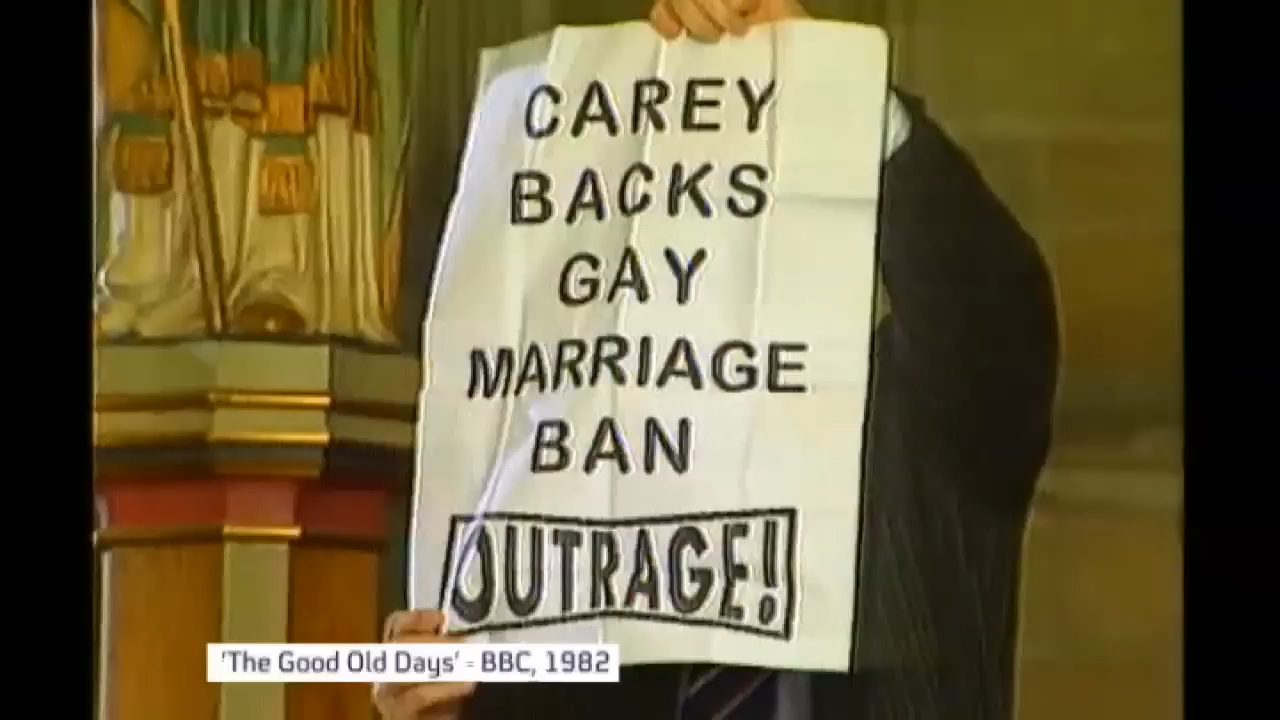 CAREY
BACKS
GAY
MARRIAGE
BAN
OUTRAGE!
'The Good Old Days' - BBC, 1982